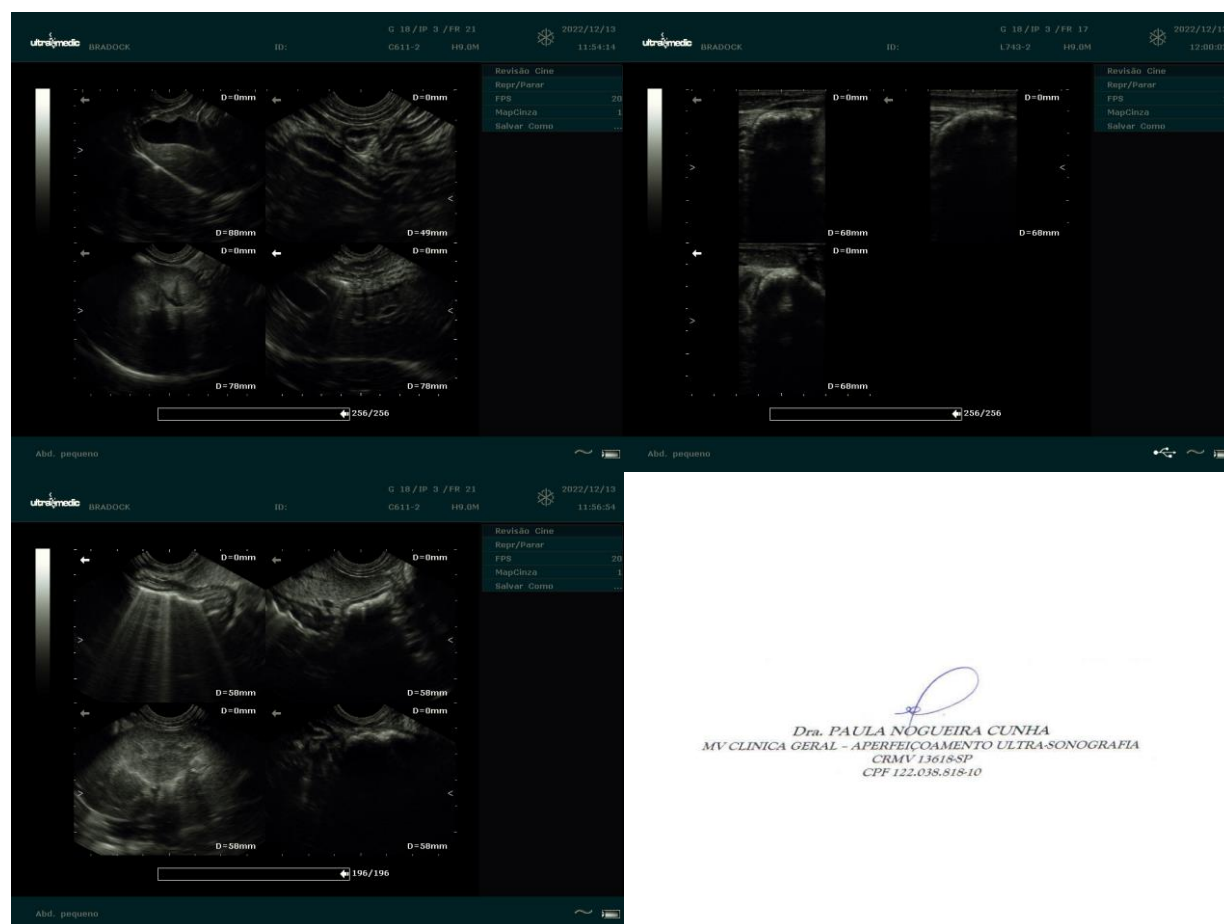 ultramedic BRADOCK ID: G 18/IP 3 /FR 21 C611-2 H9.0M 2022/12/13 11:54:14
Revisão Cine
Repr/Parar
FPS 20
MapCinza 1
Salvar Como ...
D=0mm D=0mm
D=88mm D=49mm
D=0mm D=0mm
D=78mm D=78mm
256/256
Abd. pequeno
ultramedic BRADOCK ID: G 18/IP 3 /FR 17 L743-2 H9.0M
Revisão Cine
Repr/Parar
FPS
MapCinza
Salvar Como
D=0mm D=0mm
D=68mm D=68mm
D=0mm
D=68mm
256/256
Abd. pequeno
ultramedic BRADOCK ID: G 18/IP 3 /FR 21 C611-2 H9.0M 2022/12/13 11:56:54
Revisão Cine
Repr/Parar
FPS 20
MapCinza 1
Salvar Como ...
D=0mm D=0mm
D=58mm D=58mm
D=0mm D=0mm
D=58mm D=58mm
196/196
Abd. pequeno
Dra. PAULA NOGUEIRA CUNHA
MV CLINICA GERAL - APERFEIÇOAMENTO ULTRA-SONOGRAFIA
CRMV 13618-SP
CPF 122.038.818-10